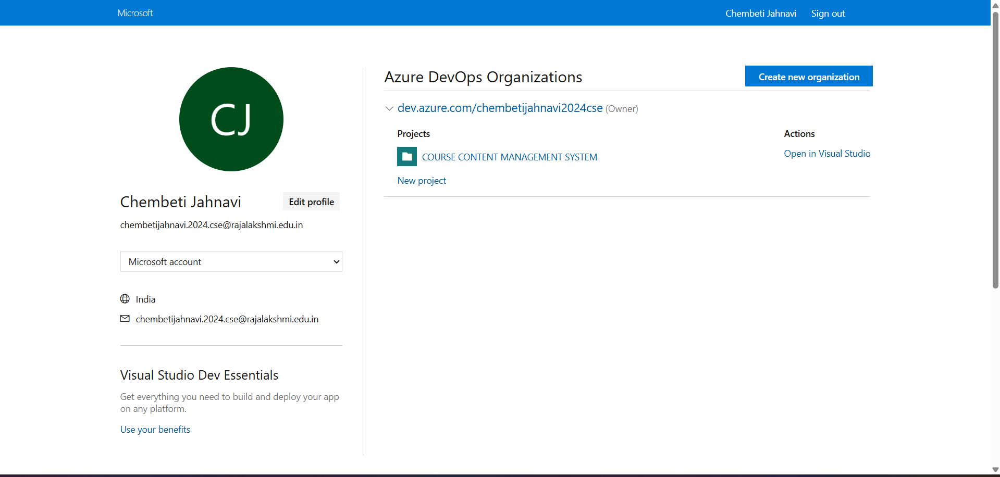 Microsoft
Chembeti Jahnavi
Sign out
CJ
Chembeti Jahnavi
Edit profile
chembetijahnavi.2024.cse@rajalakshmi.edu.in
Microsoft account
India
chembetijahnavi.2024.cse@rajalakshmi.edu.in
Visual Studio Dev Essentials
Get everything you need to build and deploy your app
on any platform.
Use your benefits
Azure DevOps Organizations
Create new organization
dev.azure.com/chembetijahnavi2024cse (Owner)
Projects
Actions
COURSE CONTENT MANAGEMENT SYSTEM
Open in Visual Studio
New project